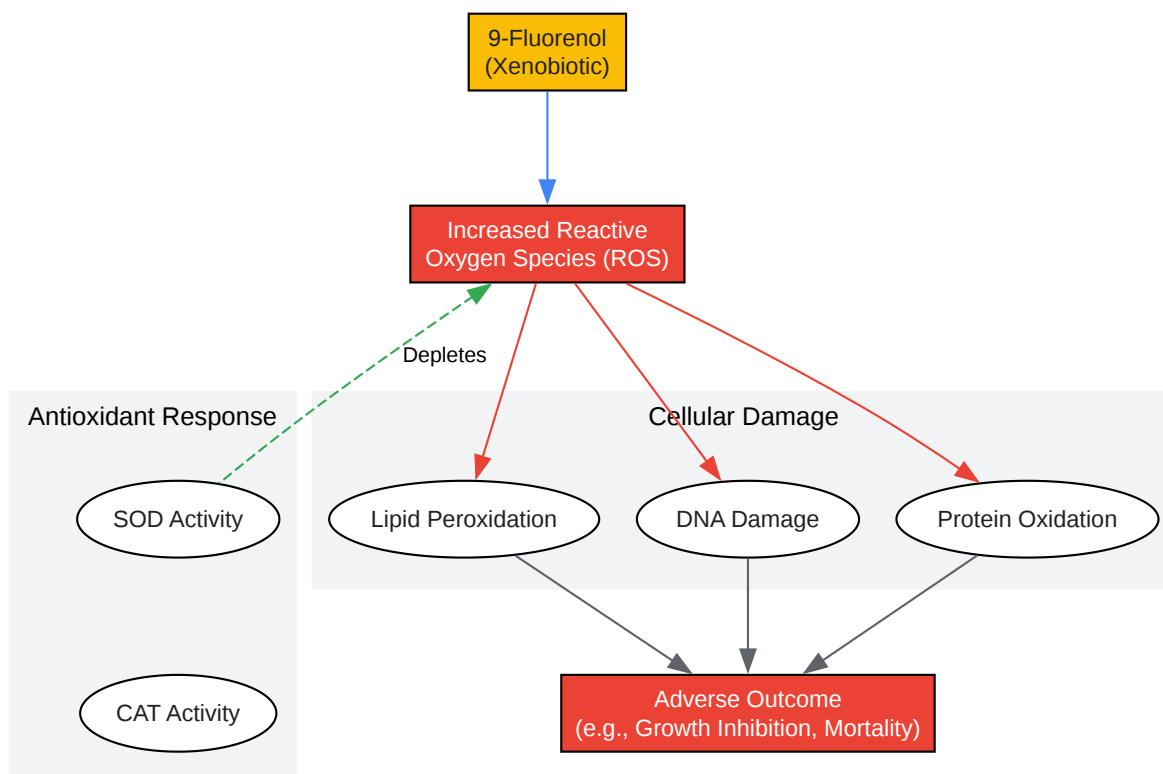 9-Fluorenol
(Xenobiotic)
Increased Reactive
Oxygen Species (ROS)
Depletes
Antioxidant Response
Cellular Damage
SOD Activity
Lipid Peroxidation
DNA Damage
Protein Oxidation
CAT Activity
Adverse Outcome
(e.g., Growth Inhibition, Mortality)